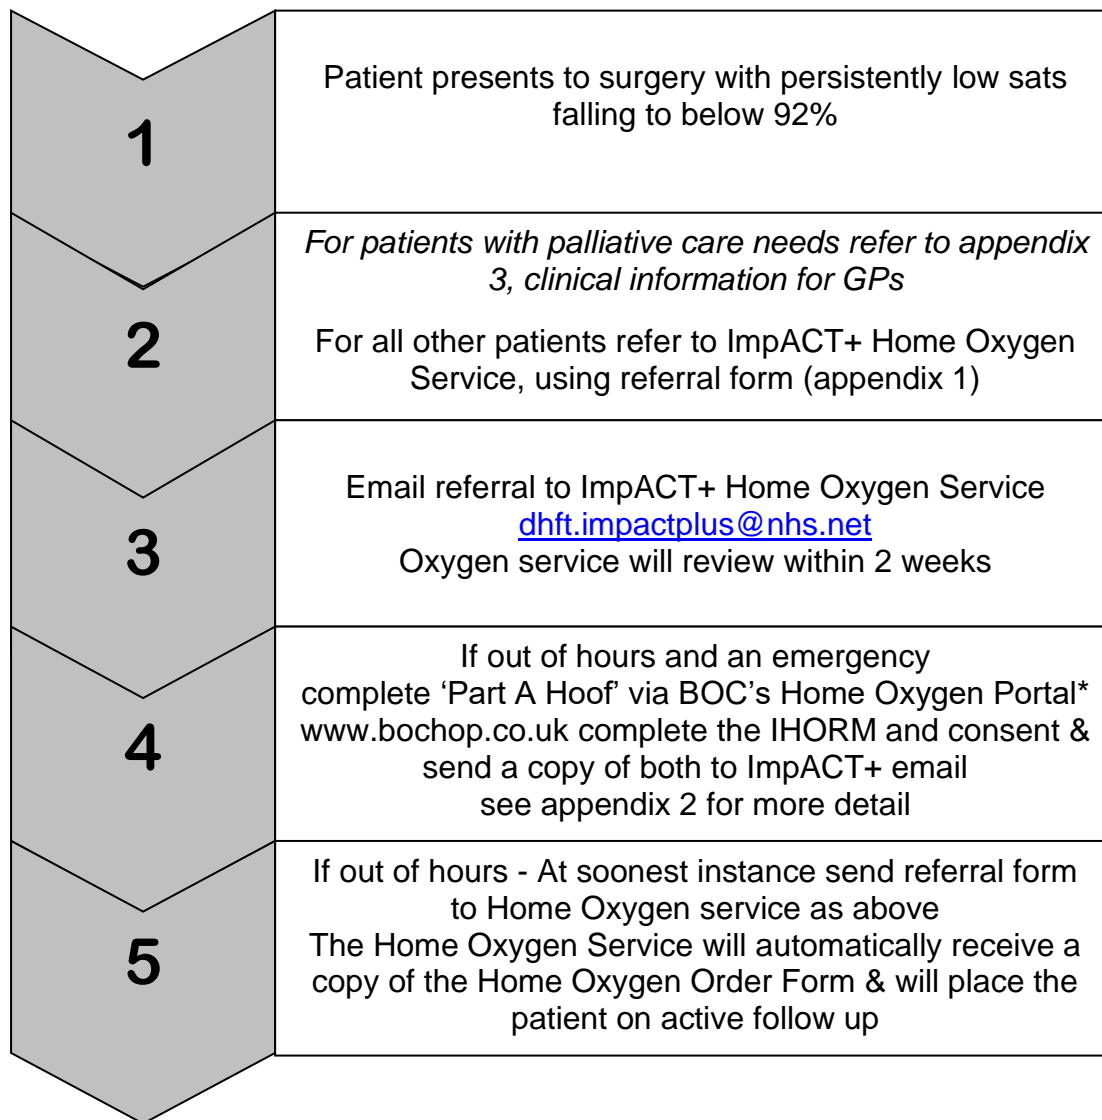 1
Patient presents to surgery with persistently low sats
falling to below 92%
2
For patients with palliative care needs refer to appendix
3, clinical information for GPs
For all other patients refer to ImpACT+ Home Oxygen
Service, using referral form (appendix 1)
3
Email referral to ImpACT+ Home Oxygen Service
dhft.impactplus@nhs.net
Oxygen service will review within 2 weeks
4
If out of hours and an emergency
complete ‘Part A Hoof’ via BOC’s Home Oxygen Portal*
www.bochop.co.uk complete the IHORM and consent &
send a copy of both to ImpACT+ email
see appendix 2 for more detail
5
If out of hours - At soonest instance send referral form
to Home Oxygen service as above
The Home Oxygen Service will automatically receive a
copy of the Home Oxygen Order Form & will place the
patient on active follow up